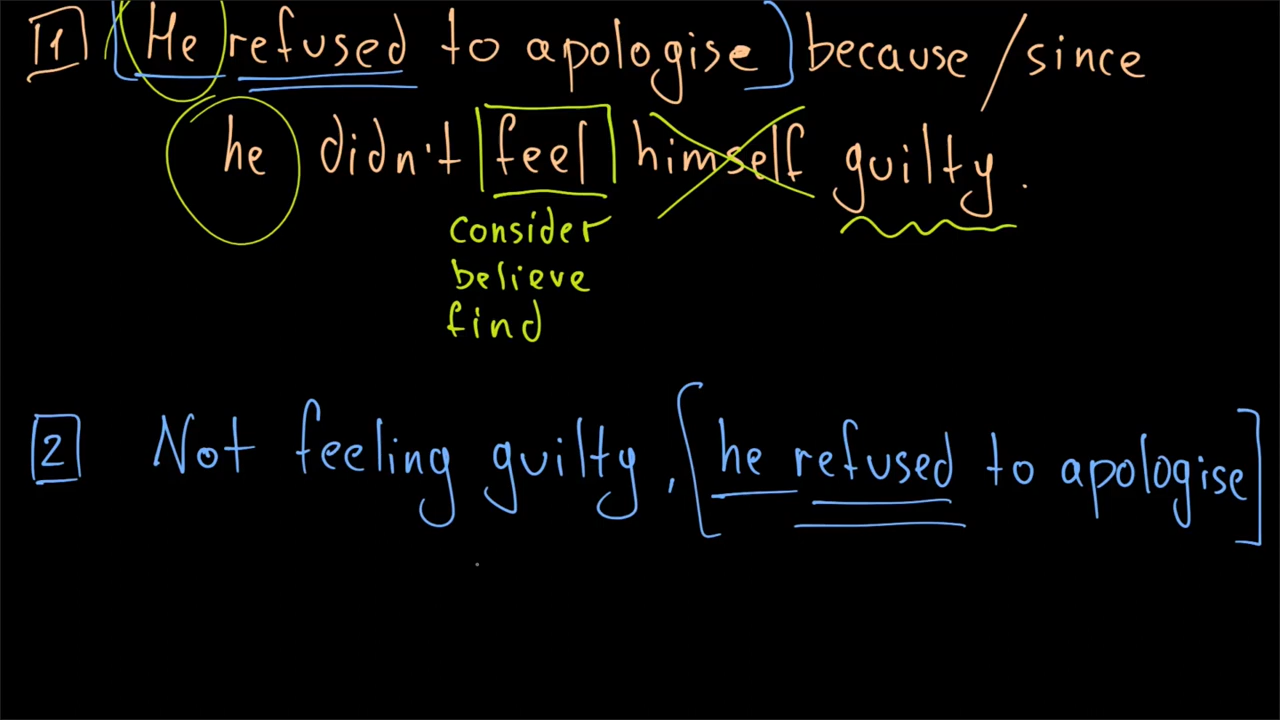 1 He refused to apologise because / since
he didn't feel himself guilty.
consider
believe
find
2 Not feeling guilty, he refused to apologise